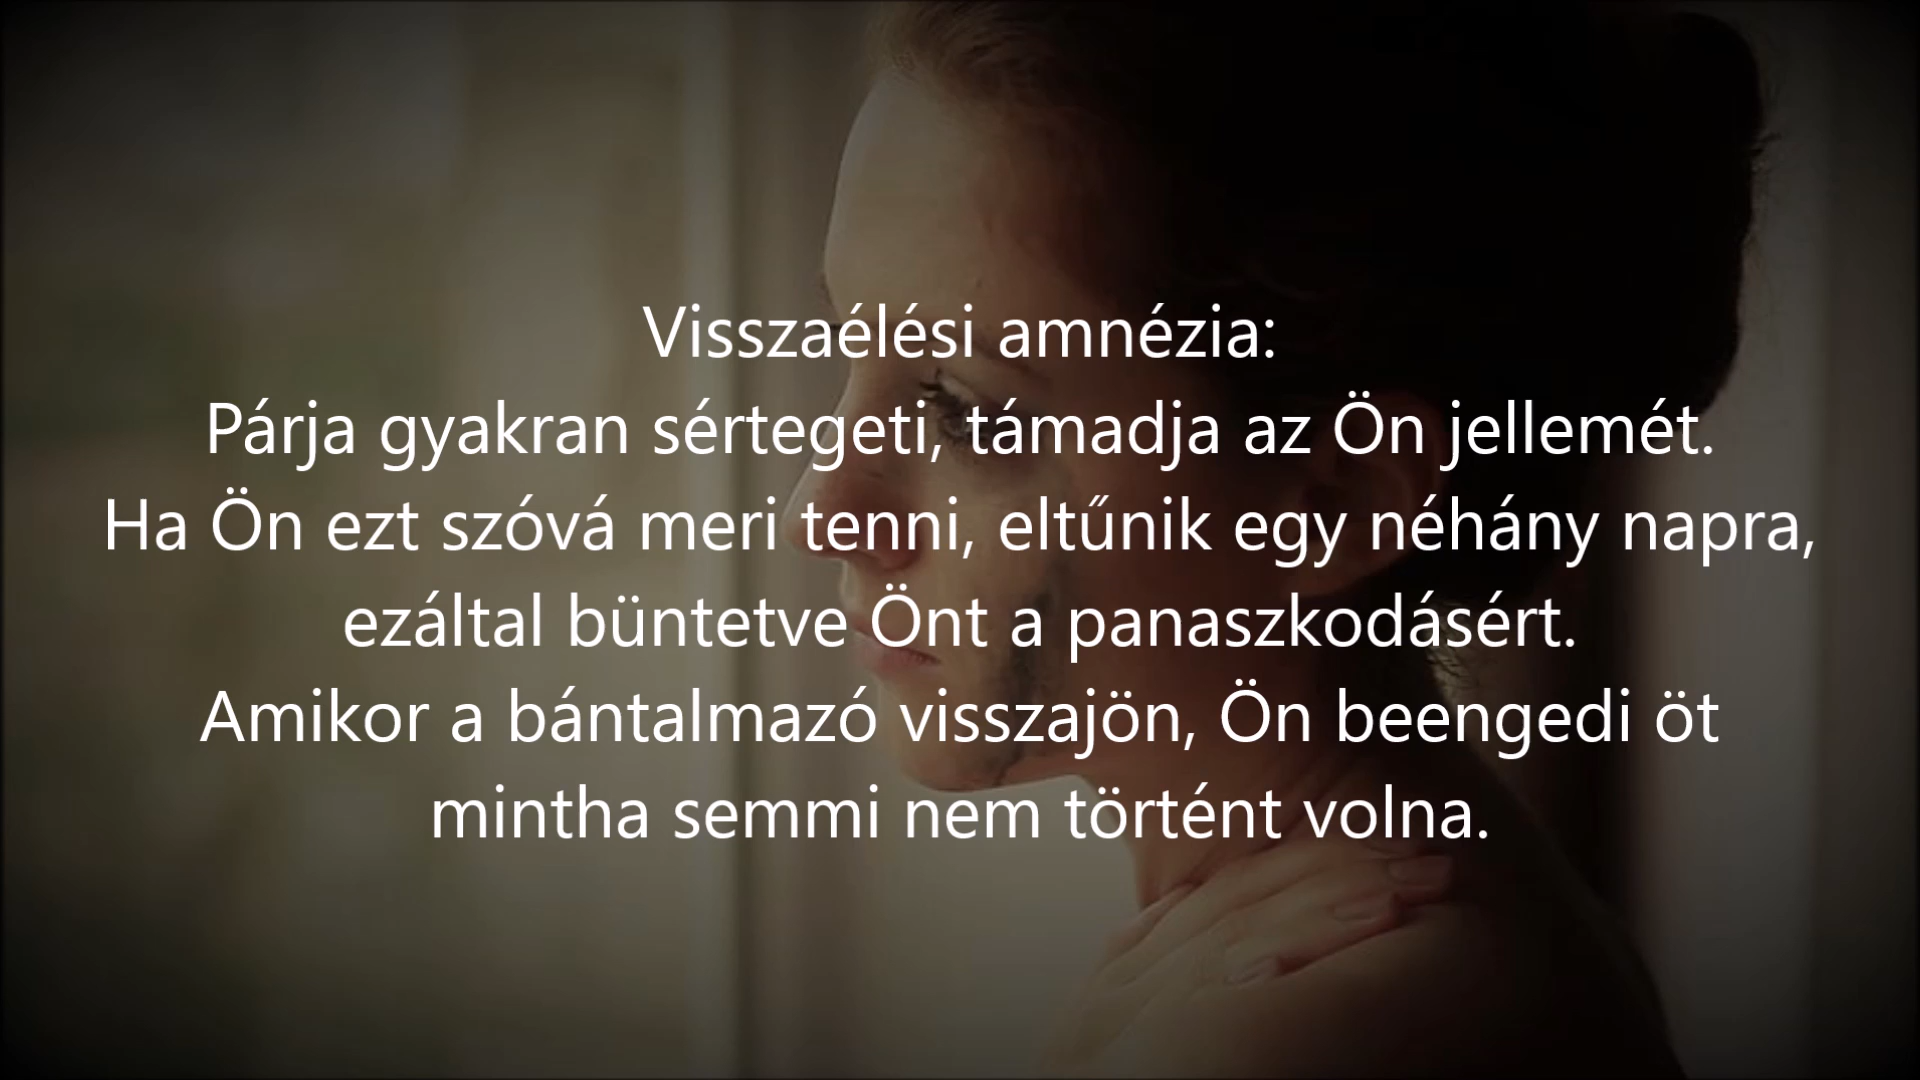 Visszaélési amnézia:
Párja gyakran sértegeti, támadja az Ön jellemét.
Ha Ön ezt szóvá meri tenni, eltűnik egy néhány napra,
ezáltal büntetve Önt a panaszkodásért.
Amikor a bántalmazó visszajön, Ön beengedi öt
mintha semmi nem történt volna.